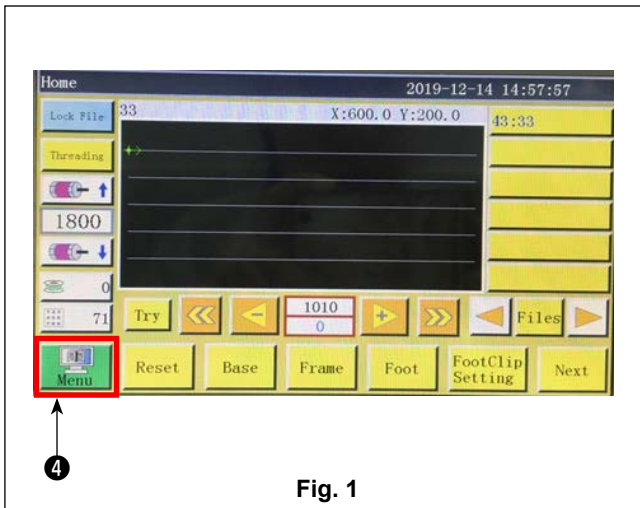 Home 2019-12-14 14:57:57
Lock File 33 X:600.0 Y:200.0 43:33
Threading
1800
0
71 Try 1010 Files
0
Menu Reset Base Frame Foot FootClip Setting Next
4
Fig. 1